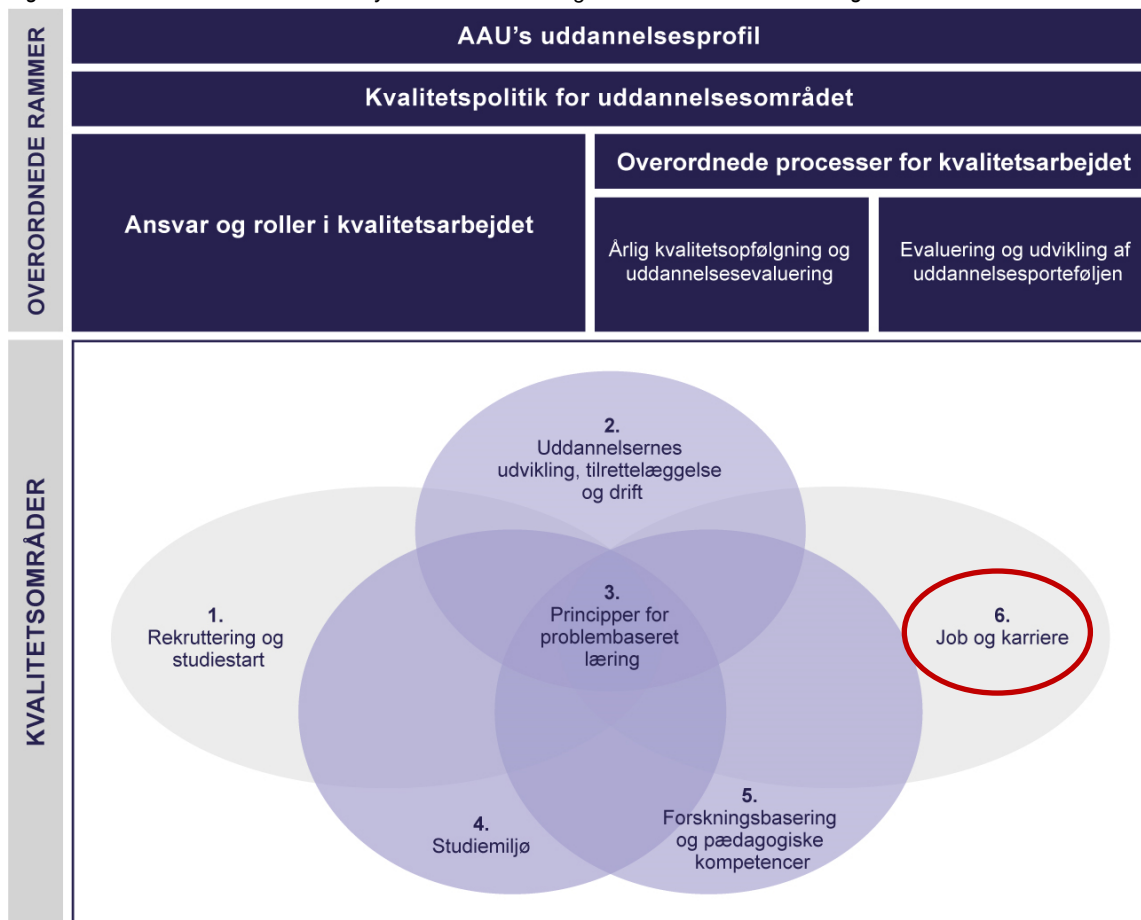 OVERORDNEDE RAMMER
AAU's uddannelsesprofil
Kvalitetspolitik for uddannelsesområdet
Ansvar og roller i kvalitetsarbejdet
Overordnede processer for kvalitetsarbejdet
Årlig kvalitetsopfølgning og
uddannelsesevaluering
Evaluering og udvikling af
uddannelsesporteføljen
KVALITETSOMRÅDER
1.
Rekruttering og
studiestart
2.
Uddannelsernes
udvikling, tilrettelæggelse
og drift
3.
Principper for
problembaseret
læring
4.
Studiemiljø
5.
Forskningsbasering
og pædagogiske
kompetencer
6.
Job og karriere